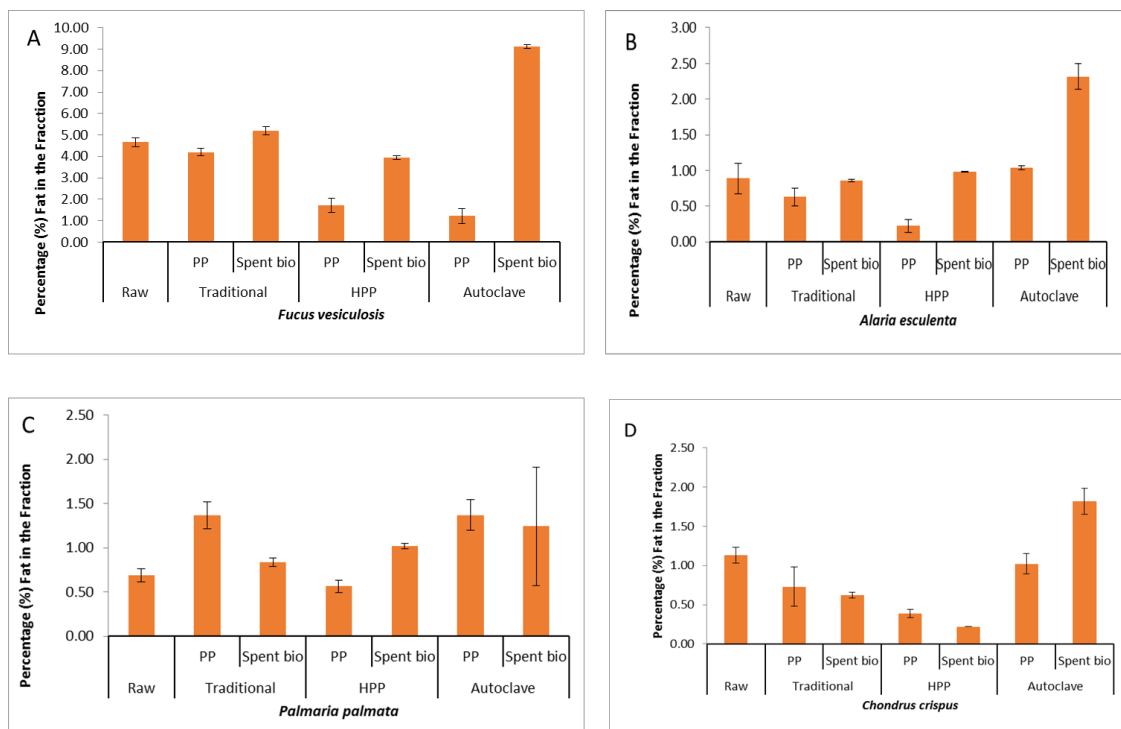 A
Percentage (%) Fat in the Fracction
10.00
9.00
8.00
7.00
6.00
5.00
4.00
3.00
2.00
1.00
0.00
PP Spent bio PP Spent bio PP Spent bio
Raw Traditional HPP Autoclave
Fucus vesiculosis
B
Percentage (%) Fat in the Fraction
3.00
2.50
2.00
1.50
1.00
0.50
0.00
PP Spent bio PP Spent bio PP Spent bio
Raw Traditional HPP Autoclave
Alaria esculenta
C
Percentage (%) Fat in the Fraction
2.50
2.00
1.50
1.00
0.50
0.00
PP Spent bio PP Spent bio PP Spent bio
Raw Traditional HPP Autoclave
Palmaria palmata
D
Percentage (%) Fat in the Fraction
2.50
2.00
1.50
1.00
0.50
0.00
PP Spent bio PP Spent bio PP Spent bio
Raw Traditional HPP Autoclave
Chondrus crispus